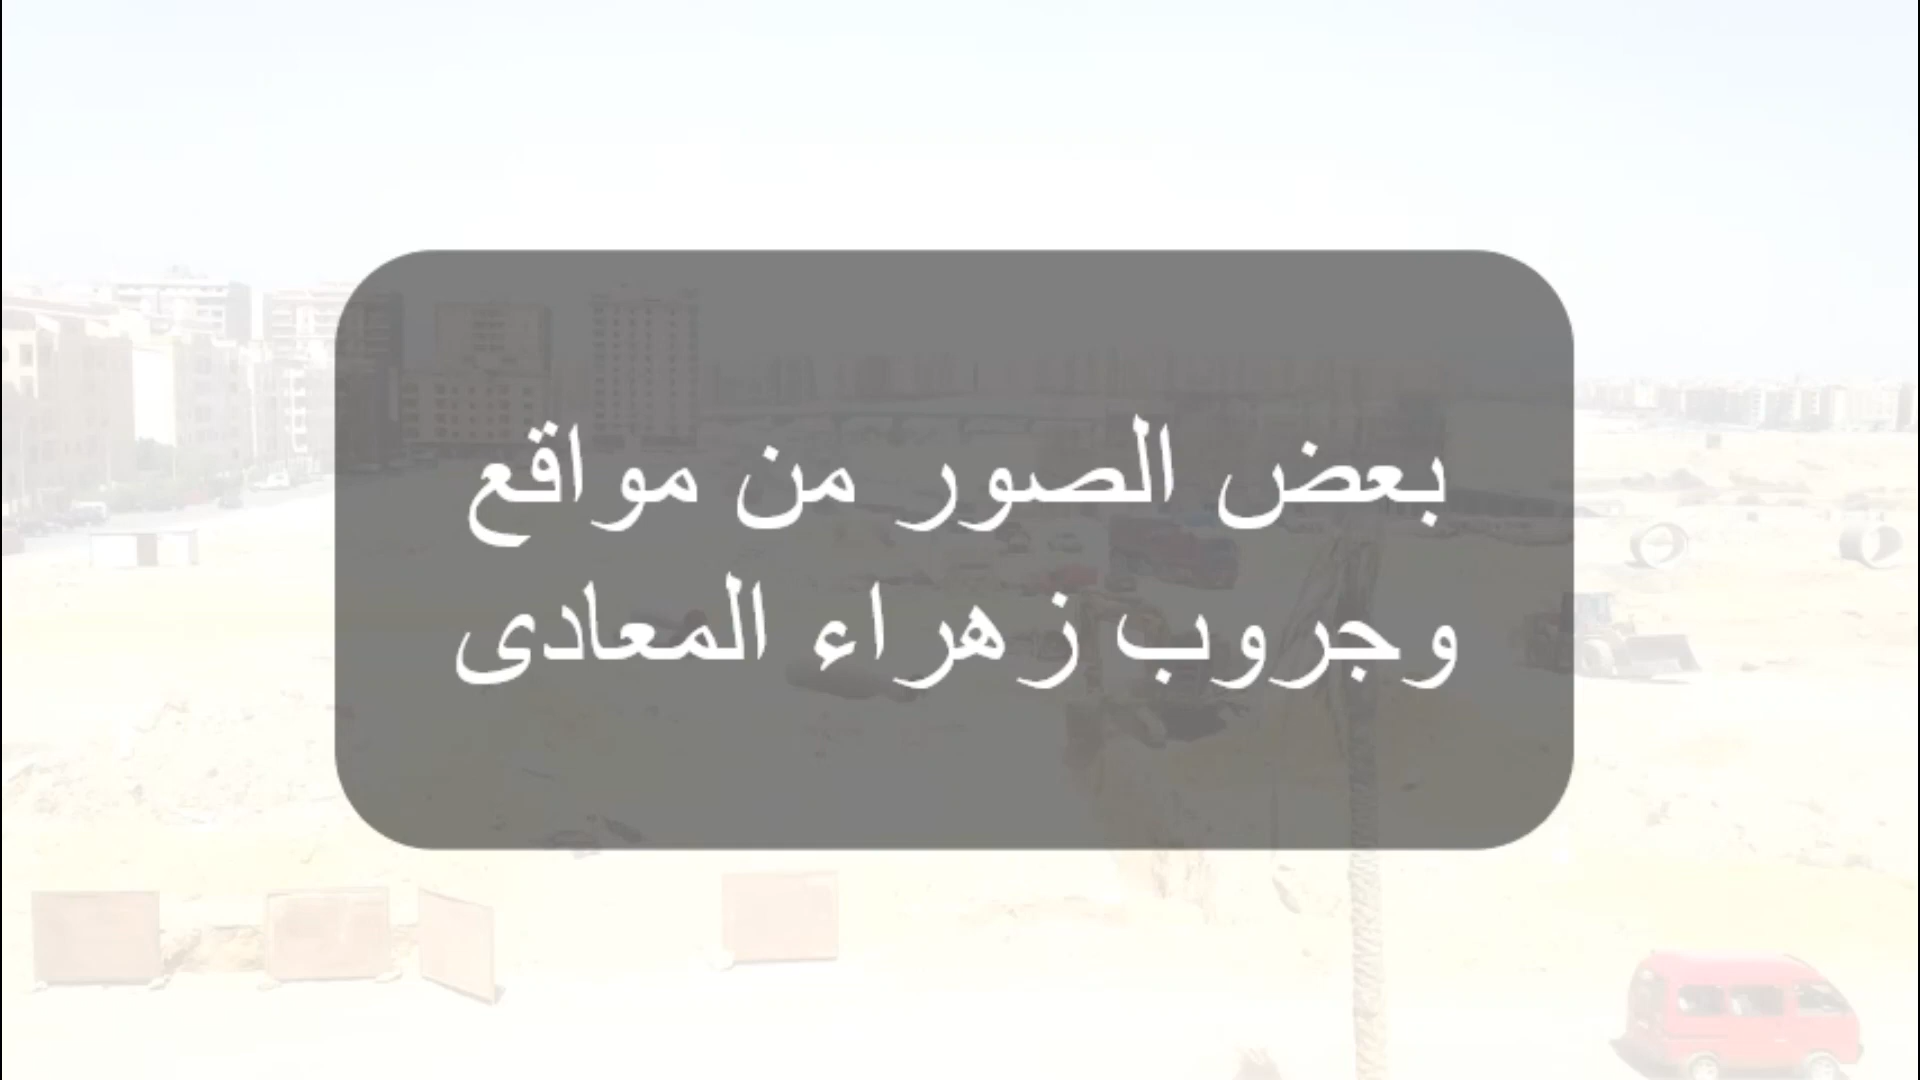 بعض الصور من مواقع
وجروب زهراء المعادى